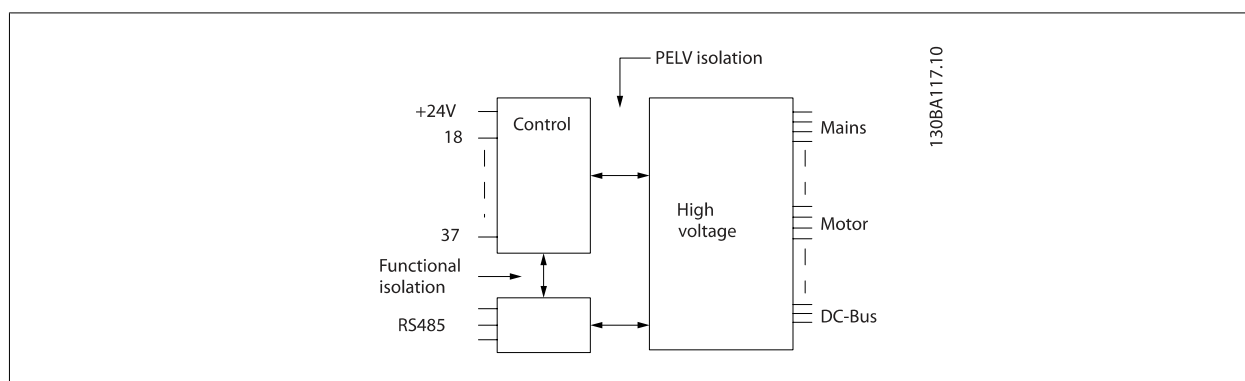 PELV isolation
130BA117.10
+24V
Control
Mains
18
High
voltage
Motor
37
Functional
isolation
RS485
DC-Bus